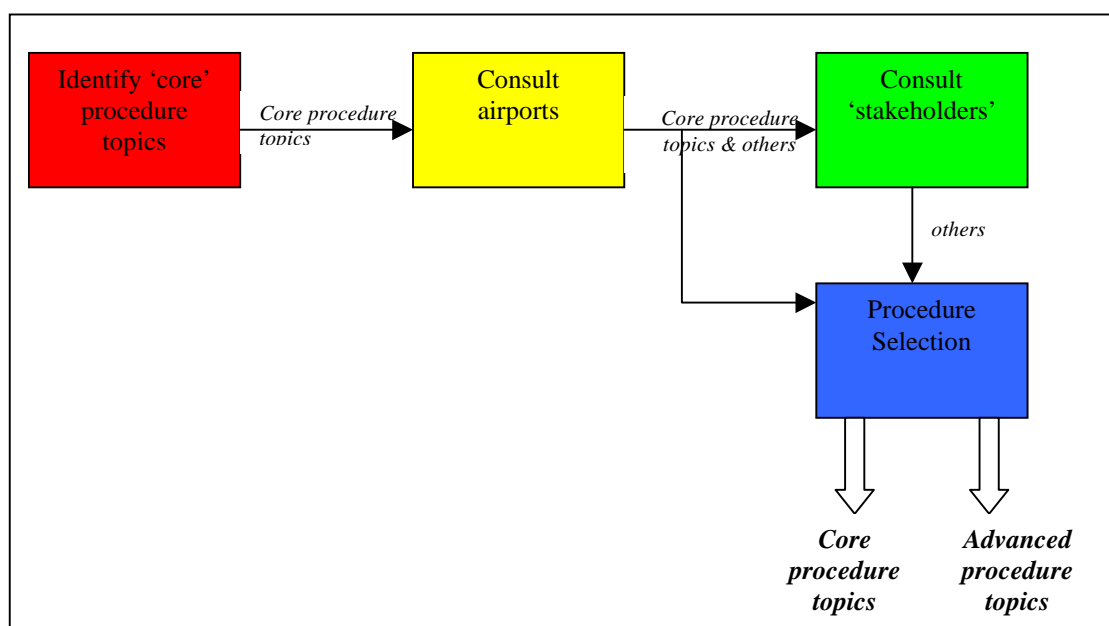 Identify ‘core’
procedure
topics
Core procedure
topics
Consult
airports
Core procedure
topics & others
Consult
‘stakeholders’
others
Procedure
Selection
Core
procedure
topics
Advanced
procedure
topics